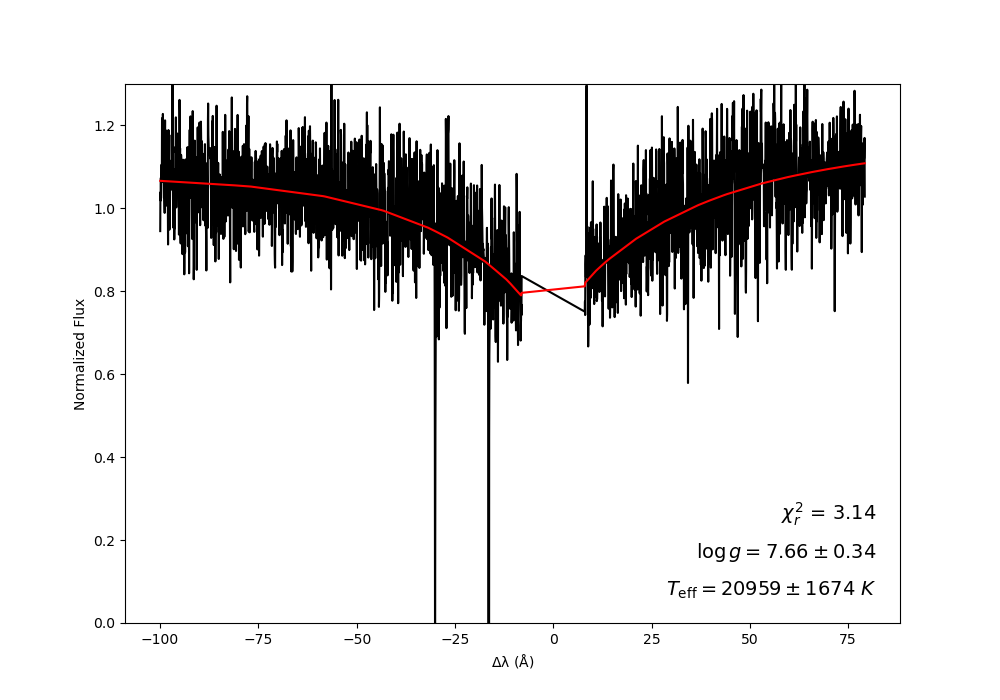 1.2
1.0
0.8
0.6
0.4
0.2
0.0
Normalized Flux
χ²ᵣ = 3.14
log g = 7.66 ± 0.34
T_eff = 20959 ± 1674 K
−100 −75 −50 −25 0 25 50 75
Δλ (Å)